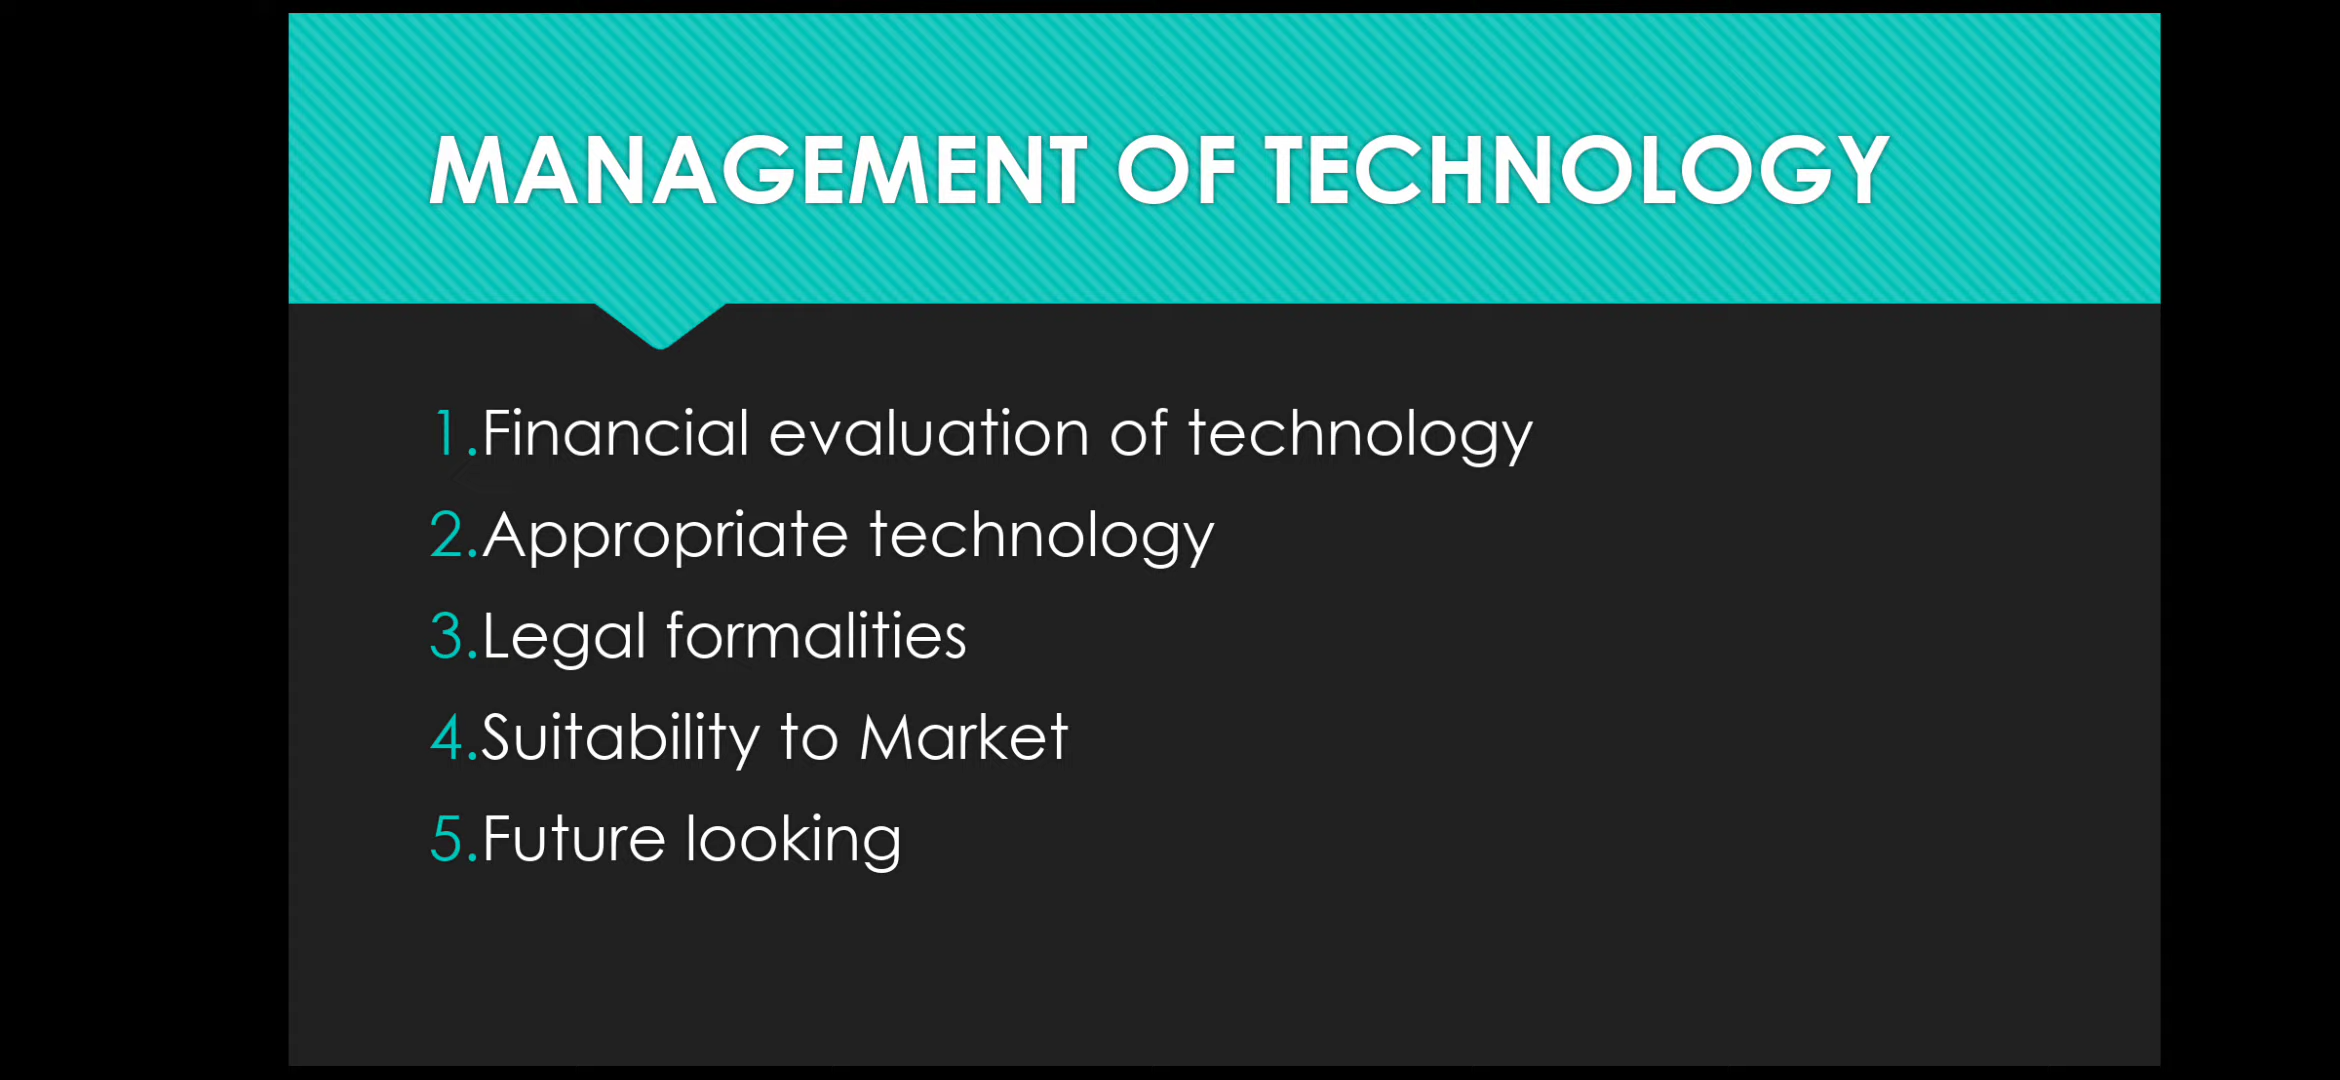 MANAGEMENT OF TECHNOLOGY
1.Financial evaluation of technology
2.Appropriate technology
3.Legal formalities
4.Suitability to Market
5.Future looking